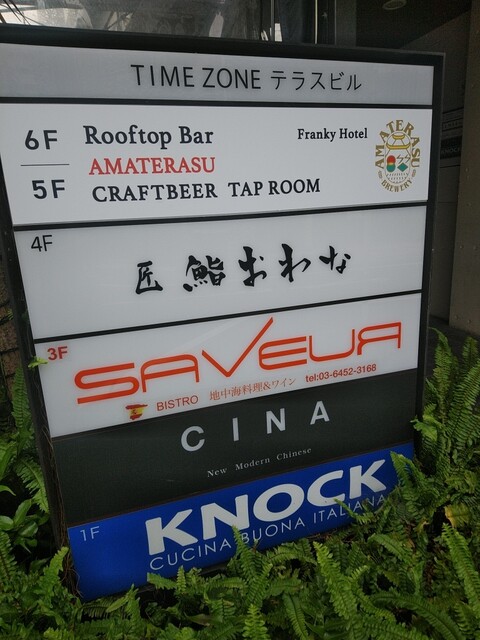 TIME ZONE テラスビル
6F Rooftop Bar Franky Hotel
AMATERASU
5F CRAFTBEER TAP ROOM
AMATERASU
BREWERY
4F
匠 鮨 おわな
3F
SAVEUR
BISTRO 地中海料理&ワイン tel:03-6452-3168
CINA
New Modern Chinese
1F
KNOCK
CUCINA BUONA ITALIANA